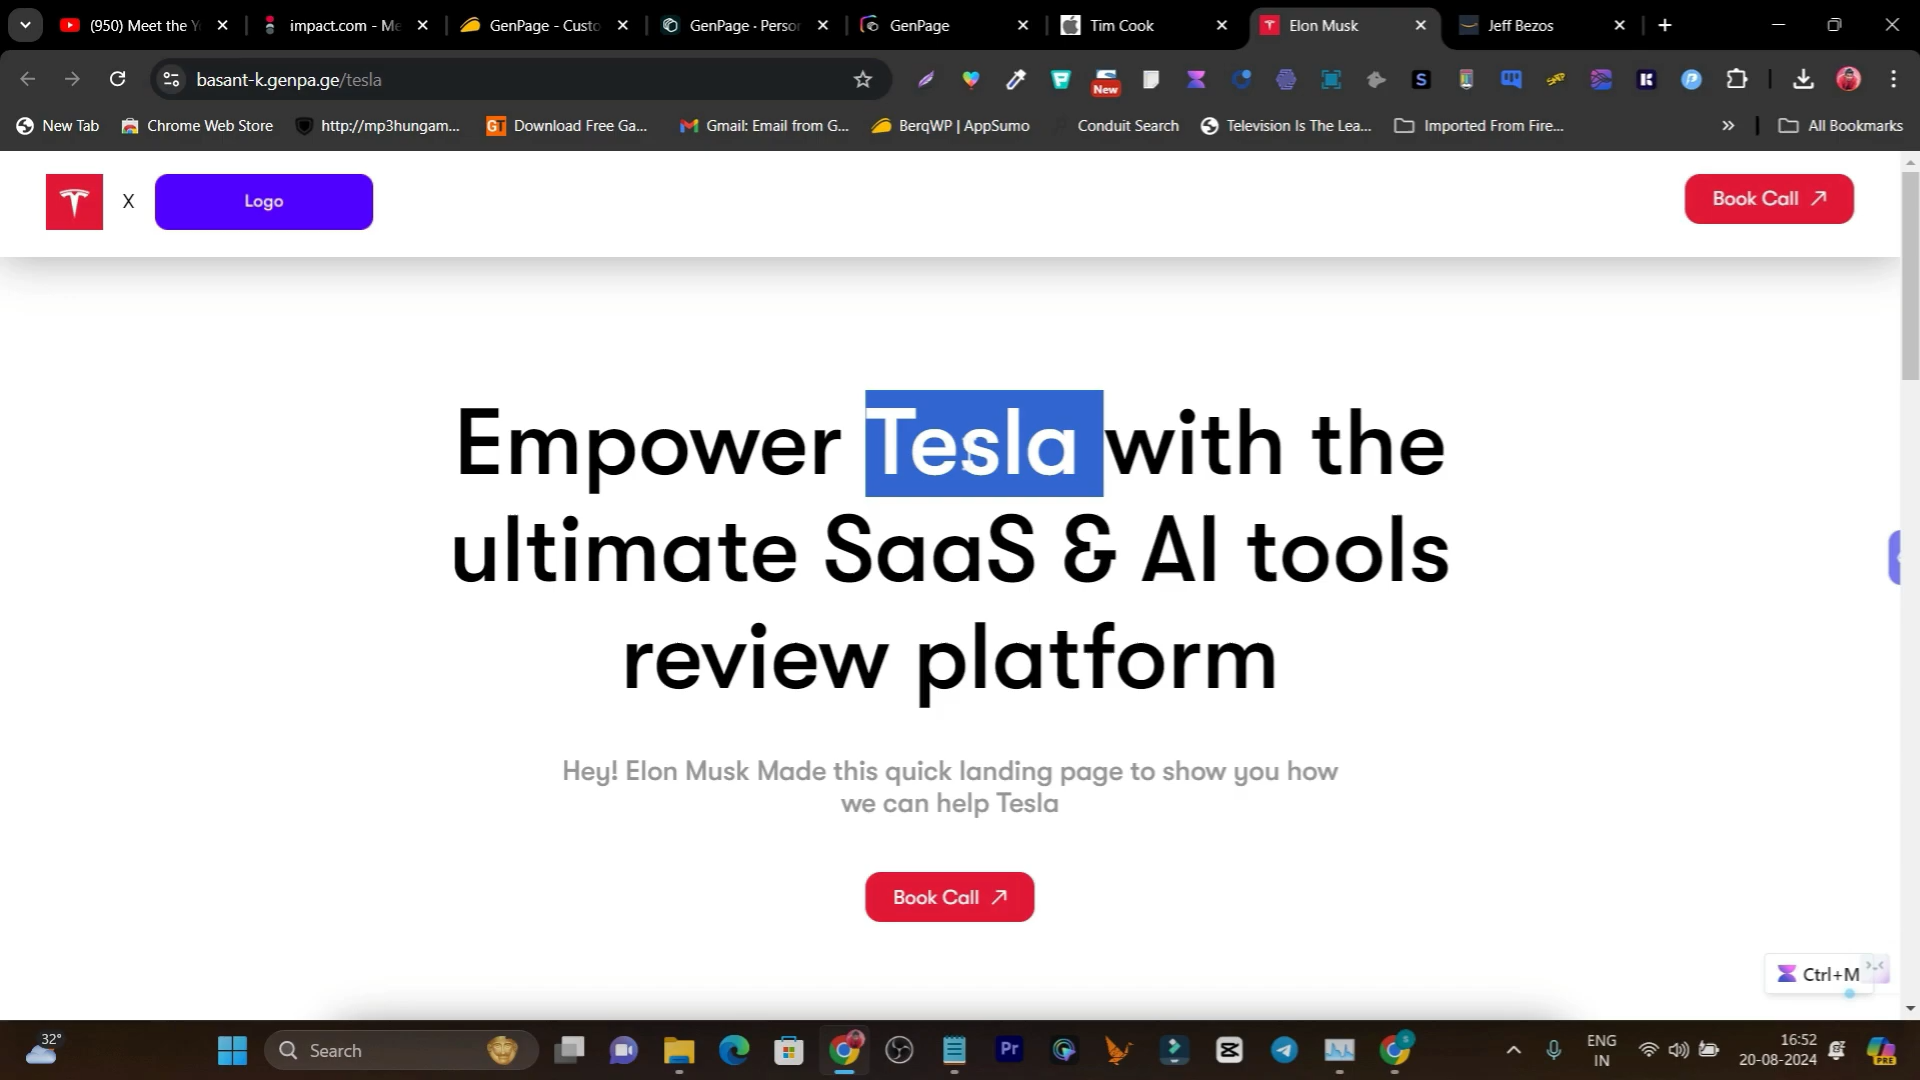 (950) Meet the Y
impact.com - Me
GenPage - Custo
GenPage · Person
GenPage
Tim Cook
Elon Musk
Jeff Bezos
basant-k.genpa.ge/tesla
New
New Tab
Chrome Web Store
http://mp3hungam...
GT
Download Free Ga...
Gmail: Email from G...
BerqWP | AppSumo
Conduit Search
Television Is The Lea...
Imported From Fire...
All Bookmarks
X
Logo
Book Call
Empower Tesla with the
ultimate SaaS & AI tools
review platform
Hey! Elon Musk Made this quick landing page to show you how
we can help Tesla
Book Call
Ctrl+M
32°
Search
Pr
ENG
IN
16:52
20-08-2024
PRE